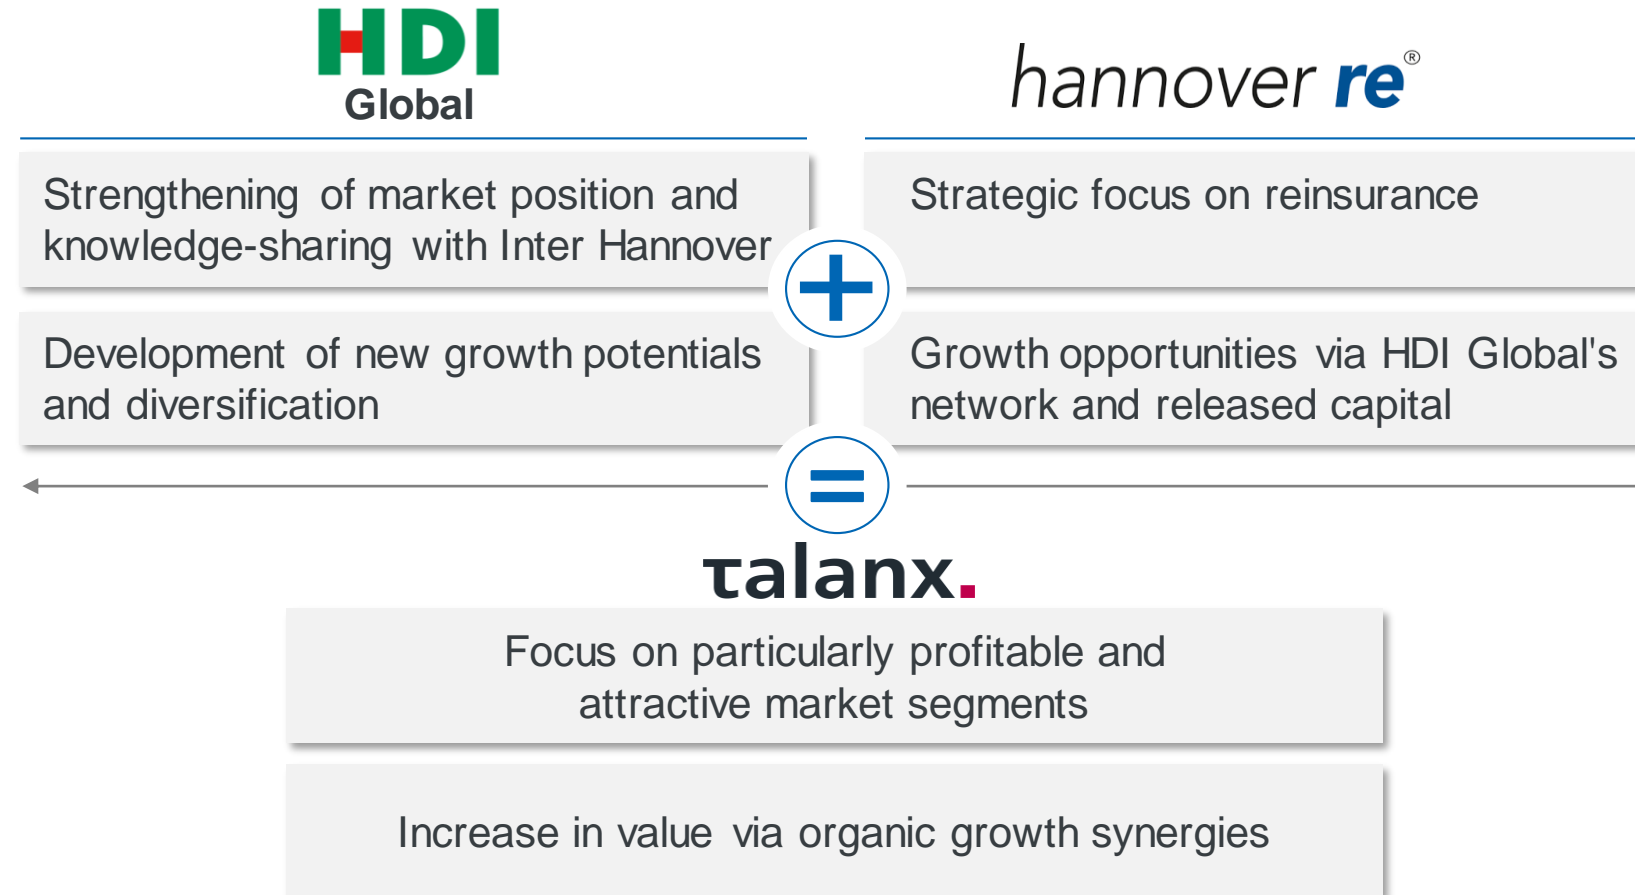 HDI
Global
hannover re®
Strengthening of market position and
knowledge-sharing with Inter Hannover
Strategic focus on reinsurance
+
Development of new growth potentials
and diversification
Growth opportunities via HDI Global's
network and released capital
=
talanx.
Focus on particularly profitable and
attractive market segments
Increase in value via organic growth synergies